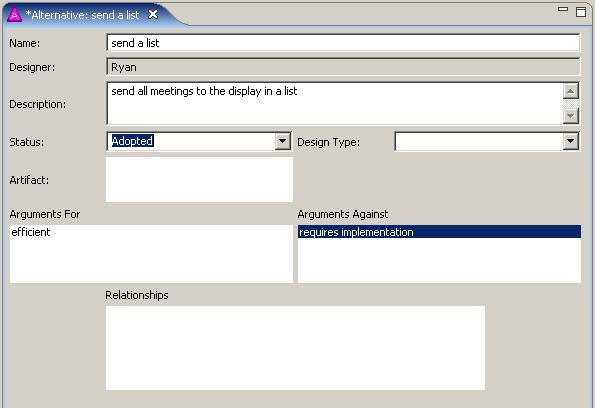 *Alternative: send a list
Name: send a list
Designer: Ryan
Description: send all meetings to the display in a list
Status: Adopted Design Type:
Artifact:
Arguments For Arguments Against
efficient requires implementation
Relationships